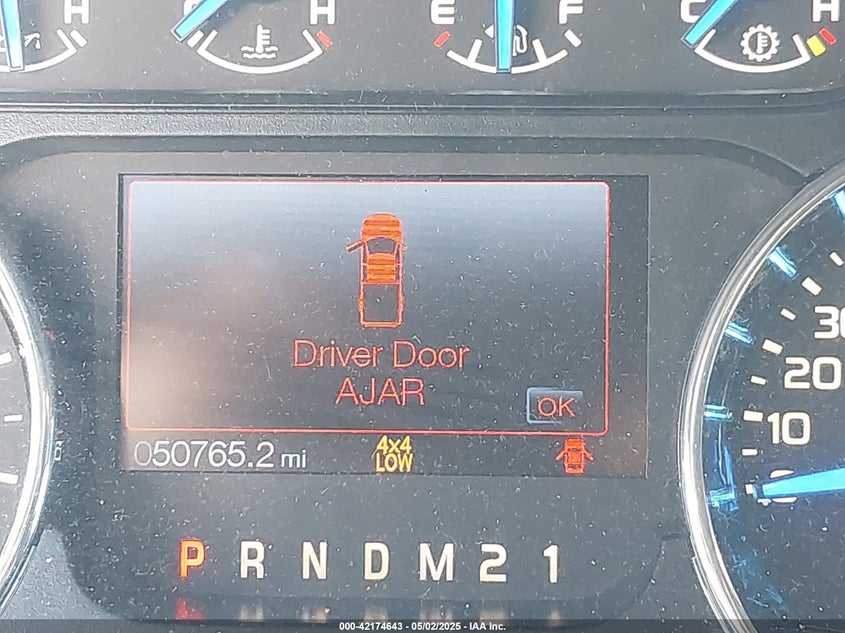 H C H E F C H
Driver Door
AJAR
OK
050765.2 mi
4x4
LOW
30
20
10
0
P R N D M 2 1
000-42174643 - 05/02/2025 - IAA Inc.